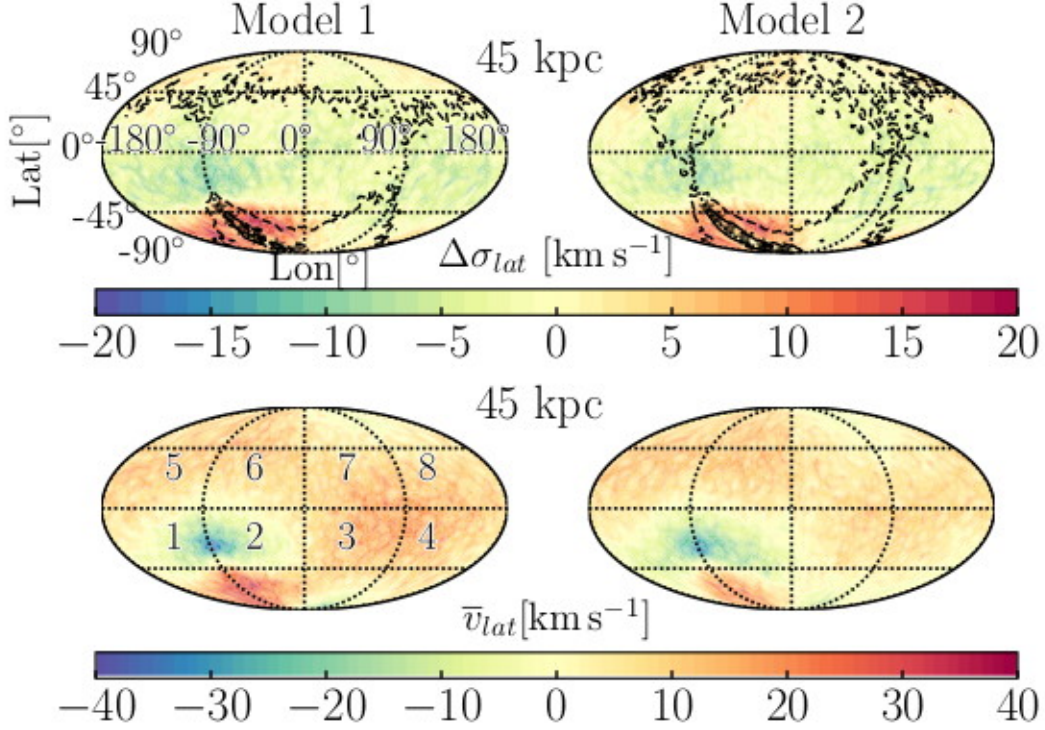 Model 1
Model 2
45 kpc
90°
45°
0°
-45°
-90°
Lat[°]
-180°
-90°
0°
90°
180°
Lon[°]
Δσ_lat [km s⁻¹]
−20 −15 −10 −5 0 5 10 15 20
45 kpc
5 6 7 8
1 2 3 4
v̅_lat[km s⁻¹]
−40 −30 −20 −10 0 10 20 30 40